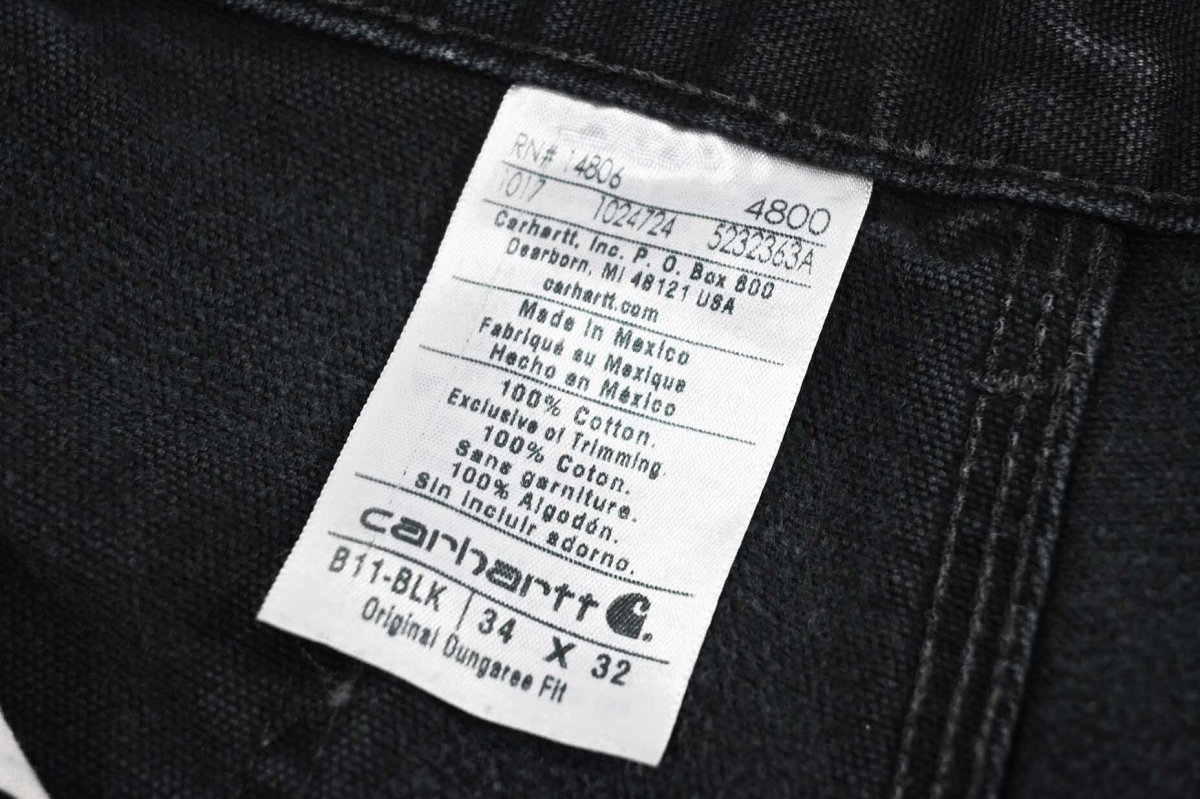 RN# 14806 4800
1017 1024724 5232363A
Carhartt, Inc. P. O. Box 600
Dearborn, MI 48121 USA
carhartt.com
Made in Mexico
Fabriqué au Mexique
Hecho en México
100% Cotton.
Exclusive of Trimming.
100% Coton.
Sans garniture.
100% Algodón.
Sin incluir adorno.
carhartt
B11-BLK | 34 X 32
Original Dungaree Fit